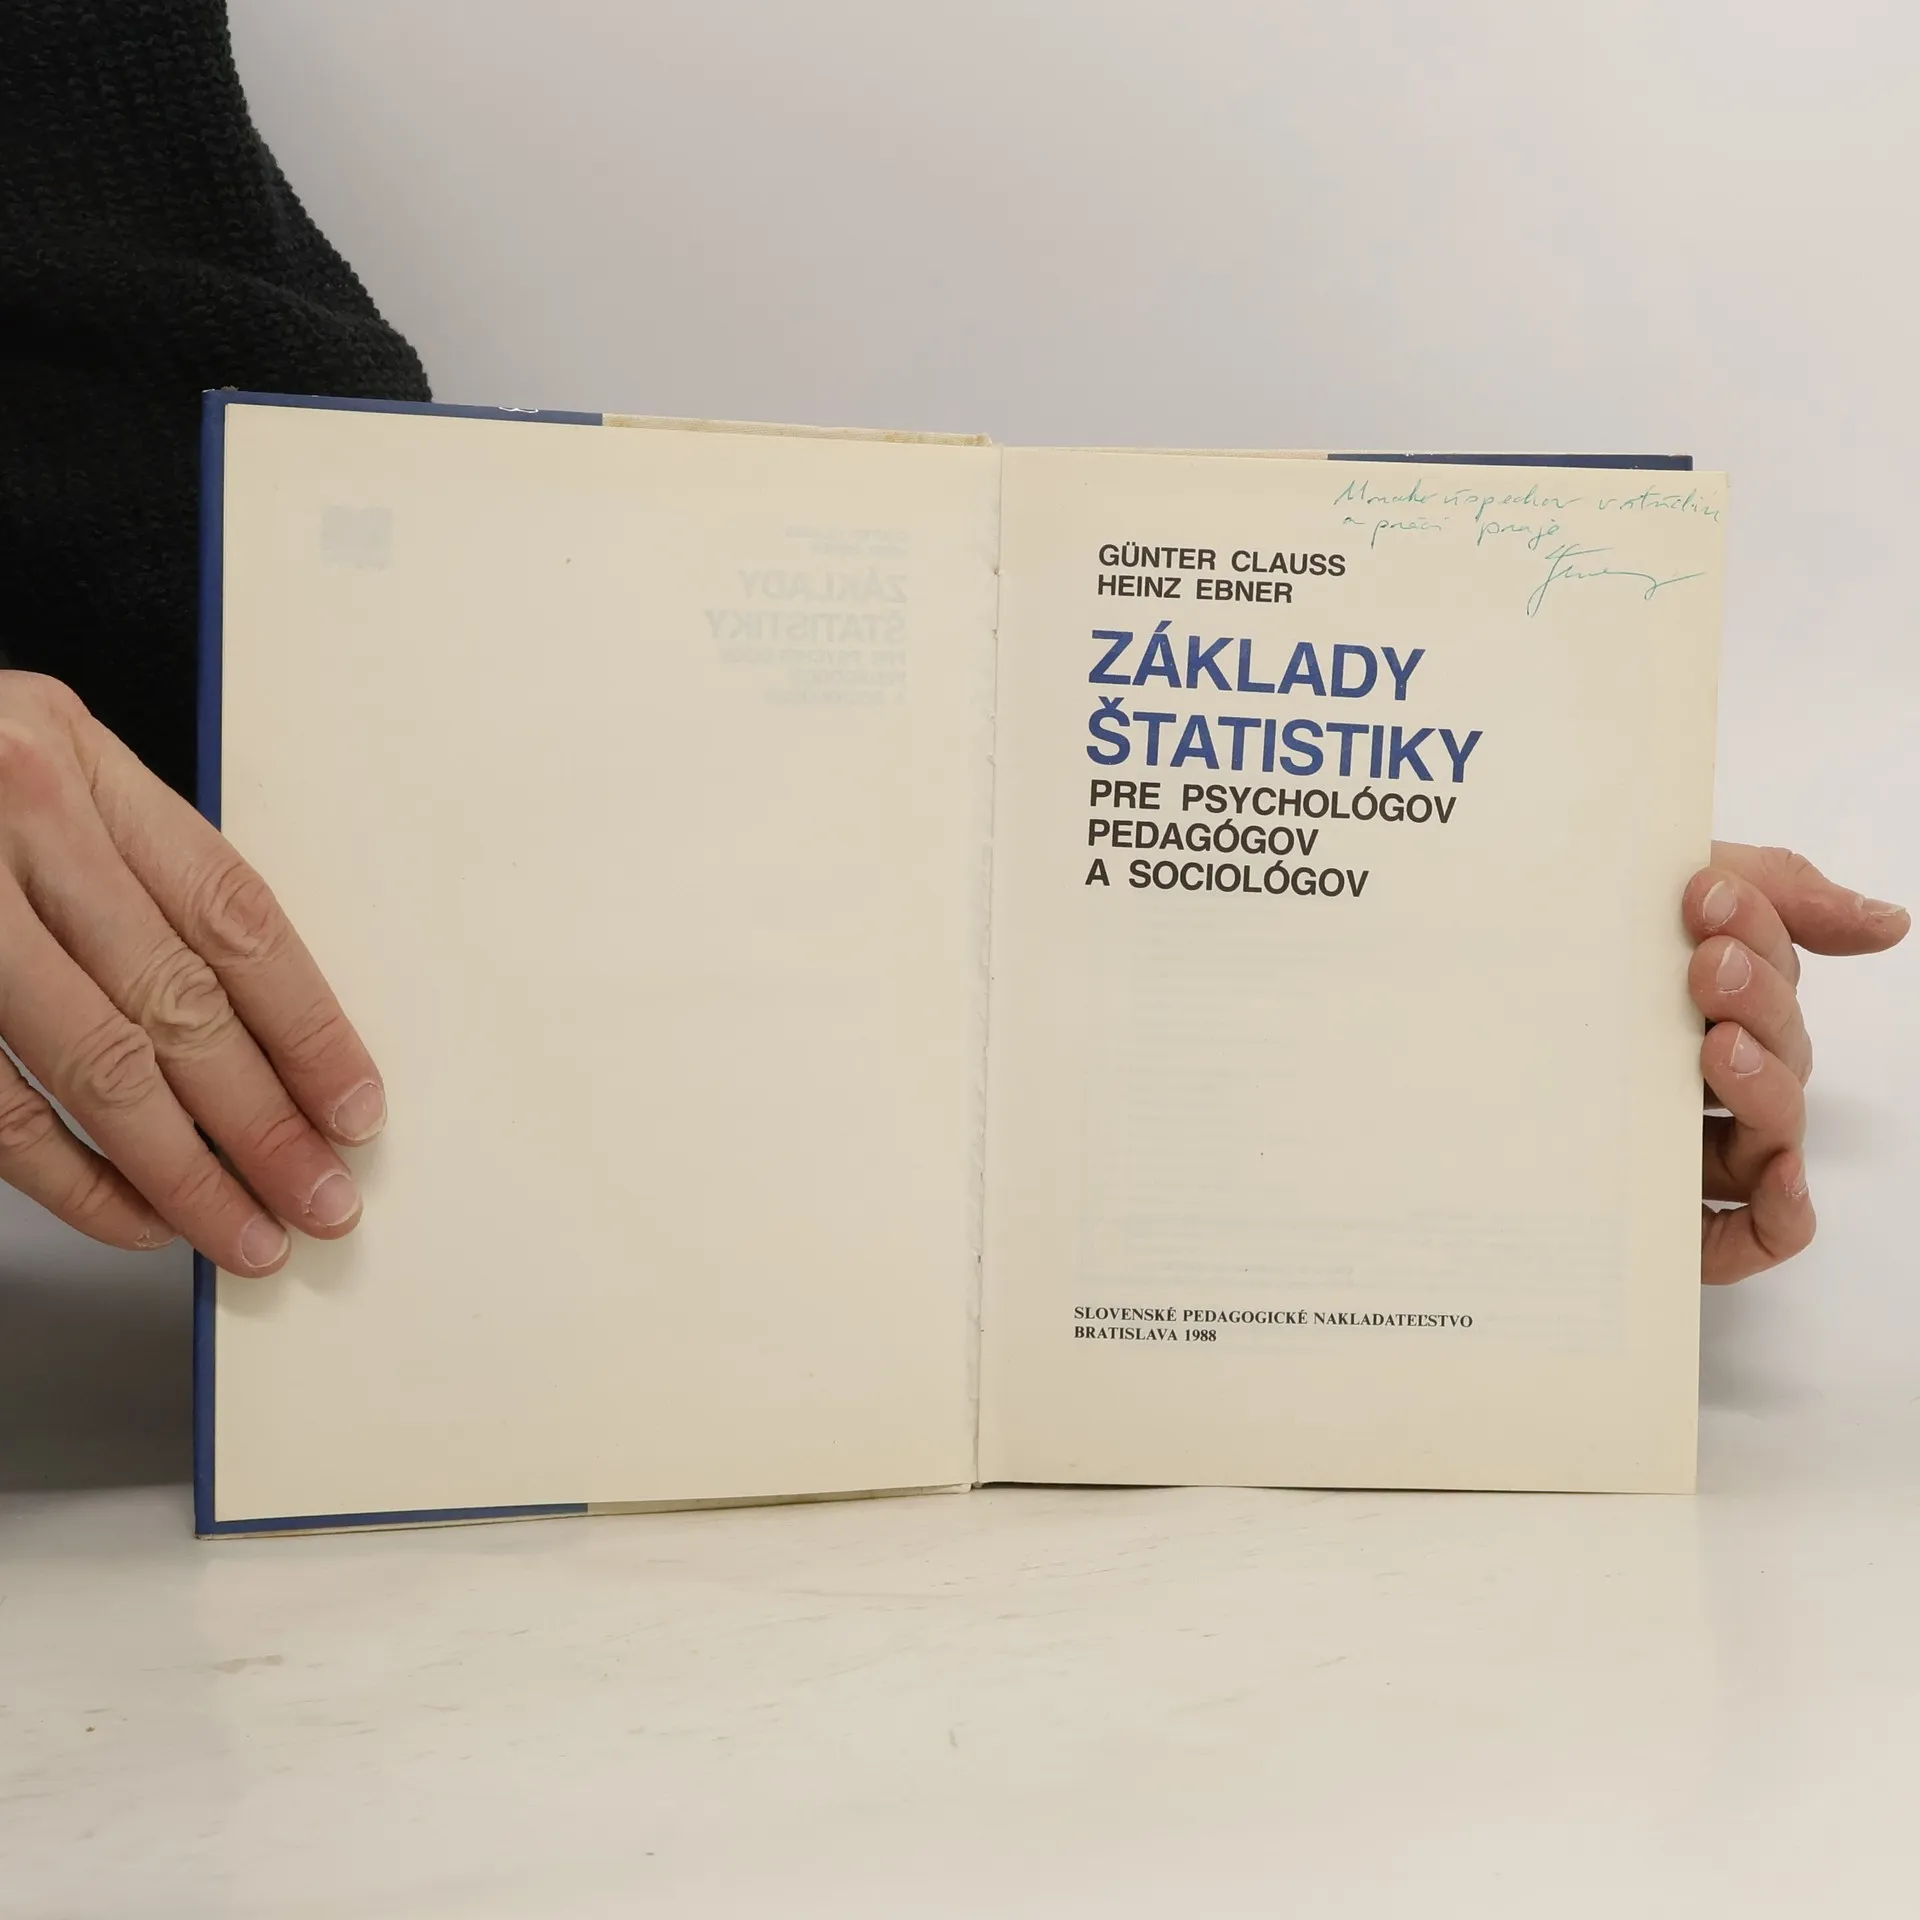 Mnoho úspechov v štúdiu
a práci praje
GÜNTER CLAUSS
HEINZ EBNER
ZÁKLADY
ŠTATISTIKY
PRE PSYCHOLÓGOV
PEDAGÓGOV
A SOCIOLÓGOV
SLOVENSKÉ PEDAGOGICKÉ NAKLADATEĽSTVO
BRATISLAVA 1988